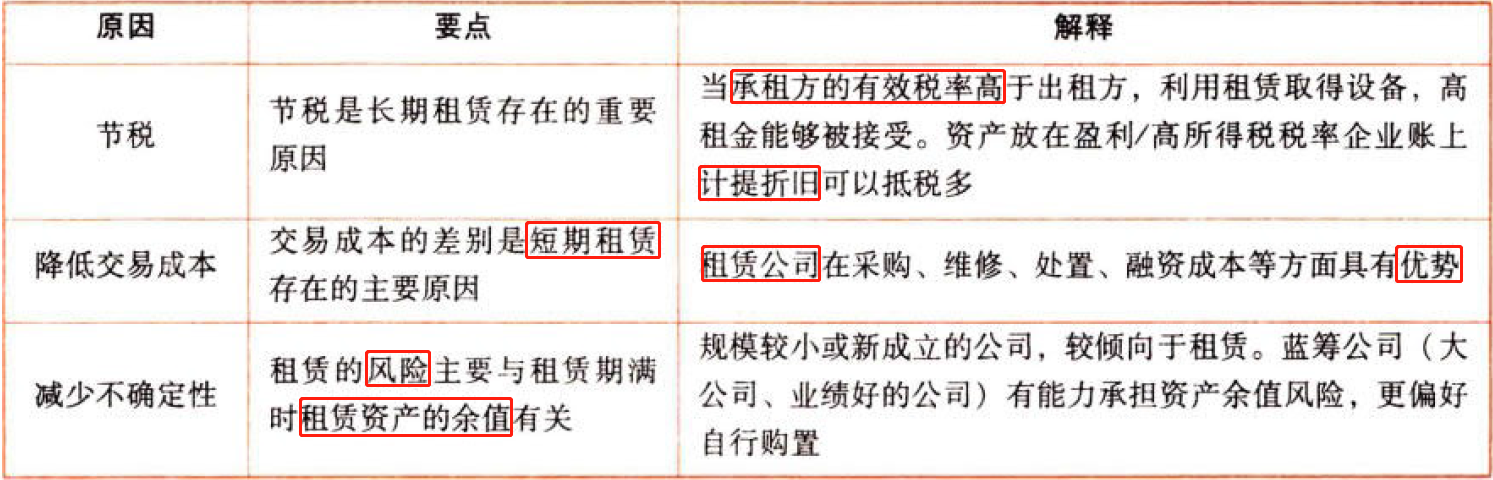 原因
要点
解释
节税
节税是长期租赁存在的重要
原因
当承租方的有效税率高于出租方，利用租赁取得设备，高
租金能够被接受。资产放在盈利/高所得税税率企业账上
计提折旧可以抵税多
降低交易成本
交易成本的差别是短期租赁
存在的主要原因
租赁公司在采购、维修、处置、融资成本等方面具有优势
减少不确定性
租赁的风险主要与租赁期满
时租赁资产的余值有关
规模较小或新成立的公司，较倾向于租赁。蓝筹公司（大
公司、业绩好的公司）有能力承担资产余值风险，更偏好
自行购置